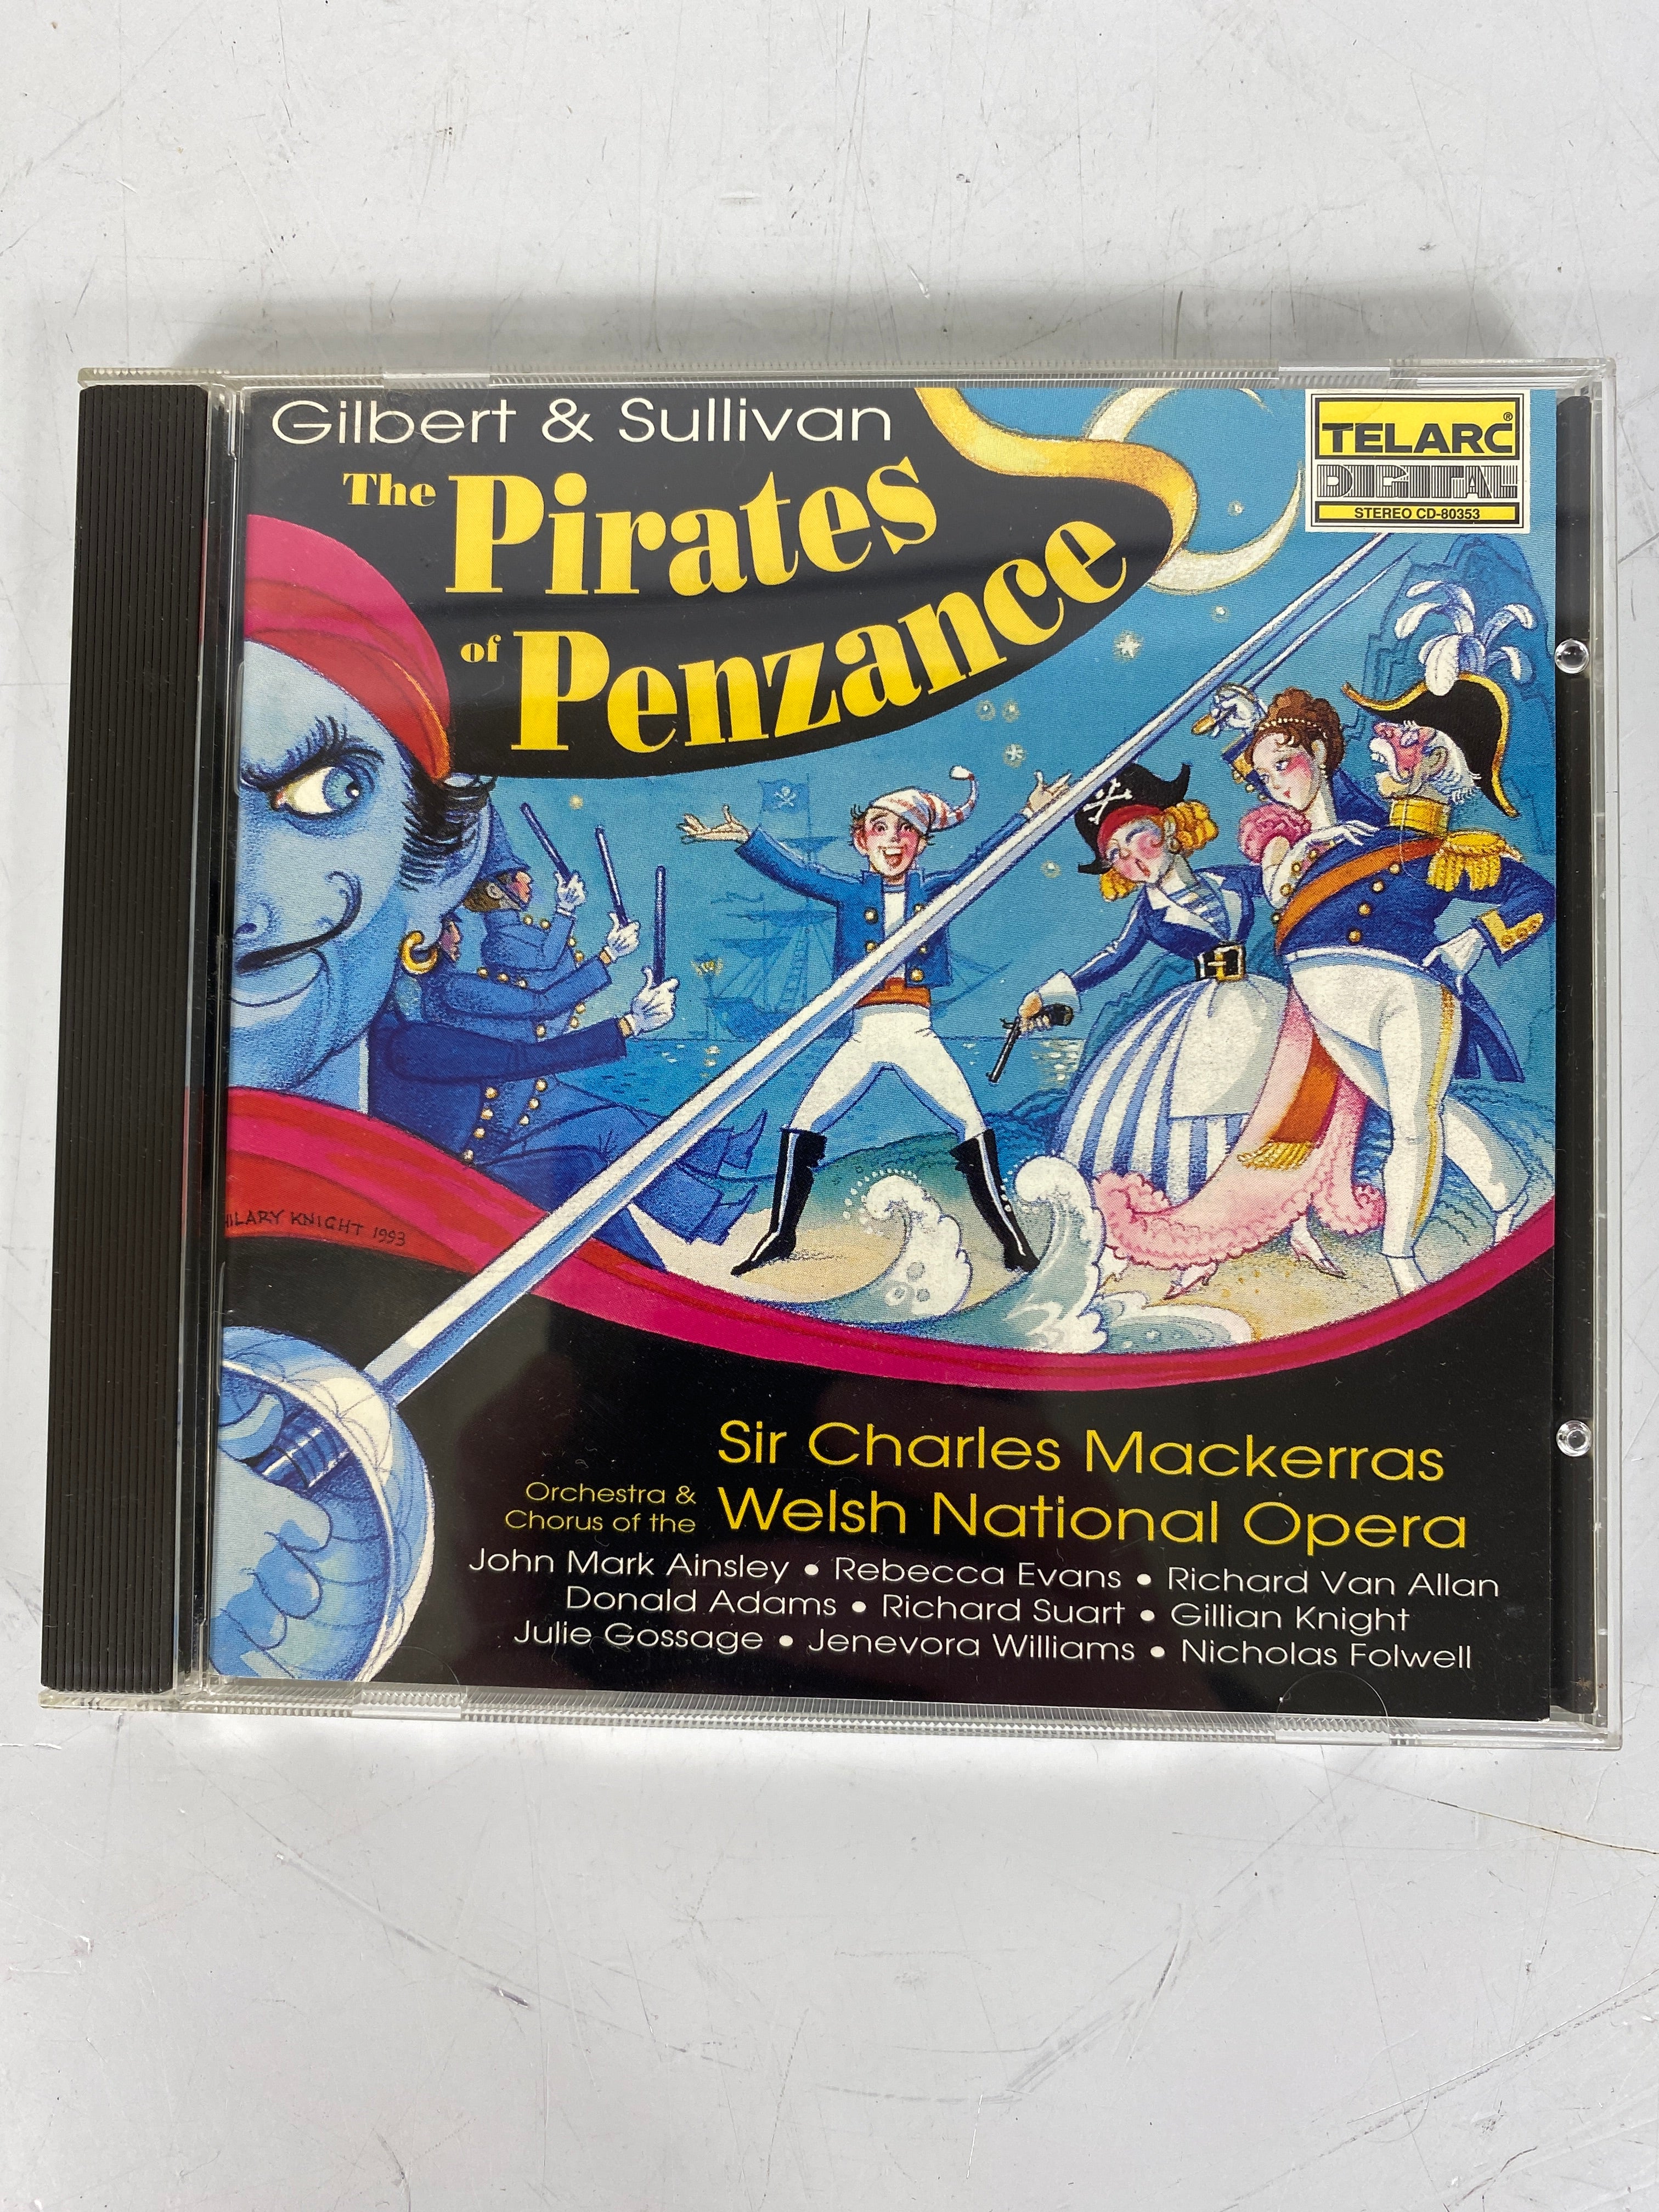 Gilbert & Sullivan
The Pirates
of Penzance
TELARC®
DIGITAL
STEREO CD-80353
HILARY KNIGHT 1993
Sir Charles Mackerras
Orchestra &
Chorus of the
Welsh National Opera
John Mark Ainsley • Rebecca Evans • Richard Van Allan
Donald Adams • Richard Suart • Gillian Knight
Julie Gossage • Jenevora Williams • Nicholas Folwell